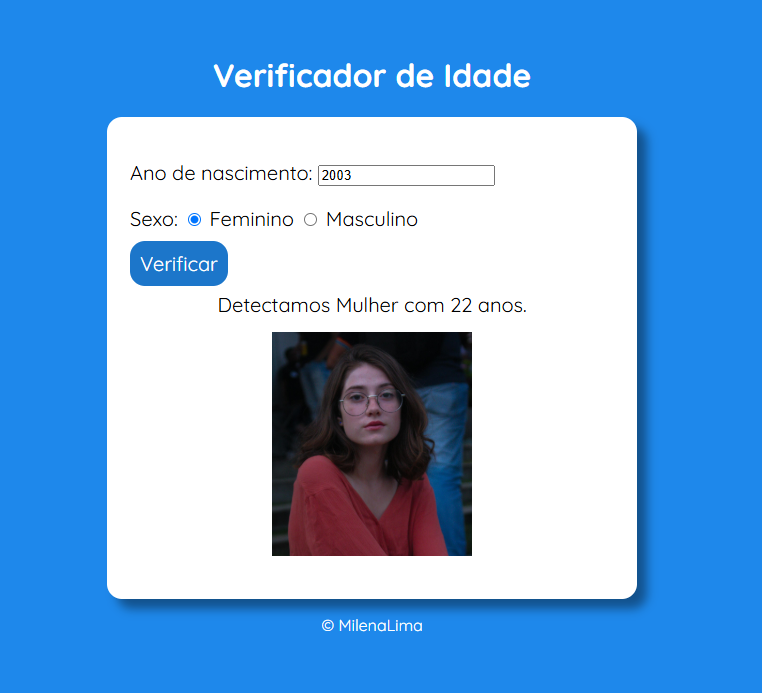 Verificador de Idade
Ano de nascimento: 2003
Sexo: Feminino Masculino
Verificar
Detectamos Mulher com 22 anos.
© MilenaLima